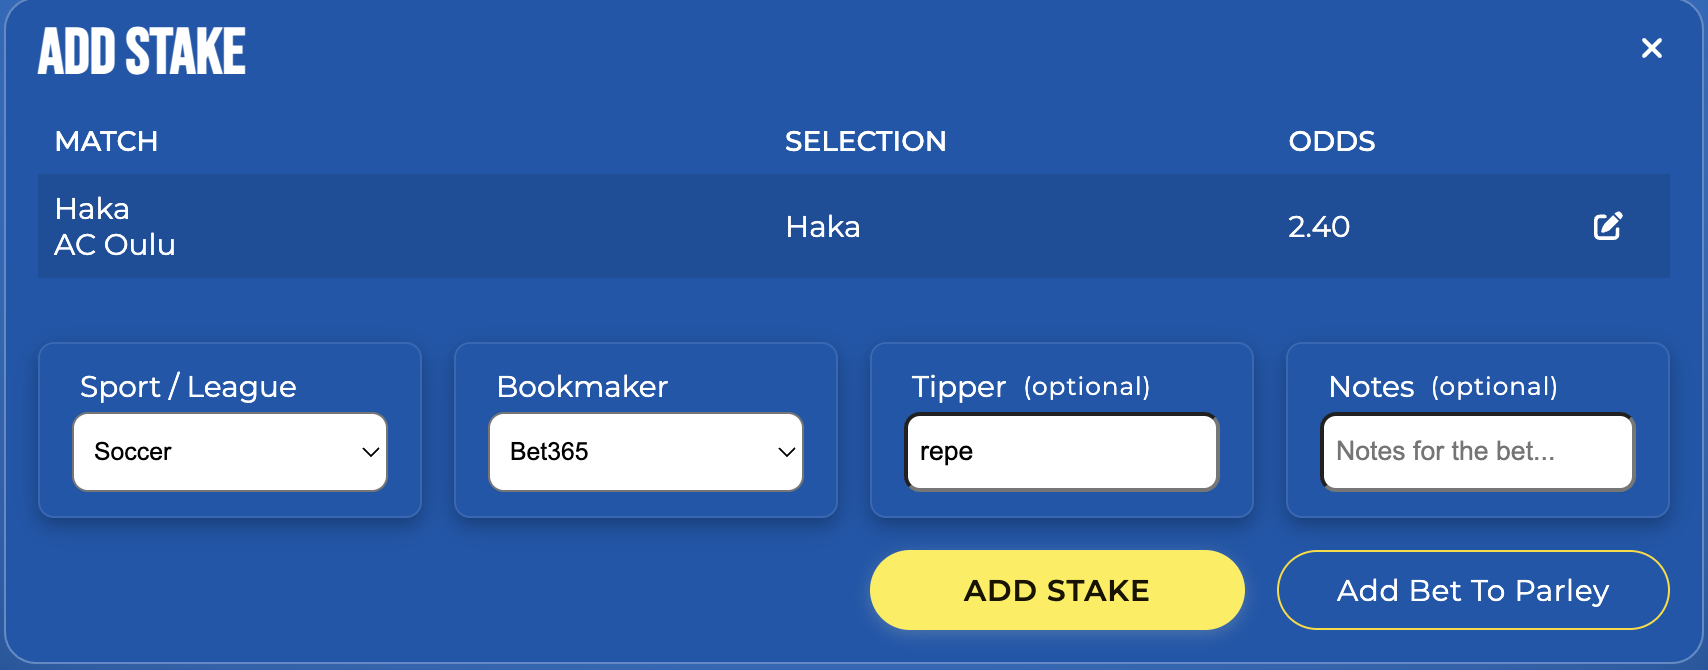 ADD STAKE
MATCH SELECTION ODDS
Haka
AC Oulu
Haka 2.40
Sport / League
Soccer
Bookmaker
Bet365
Tipper (optional)
repe
Notes (optional)
Notes for the bet...
ADD STAKE
Add Bet To Parley